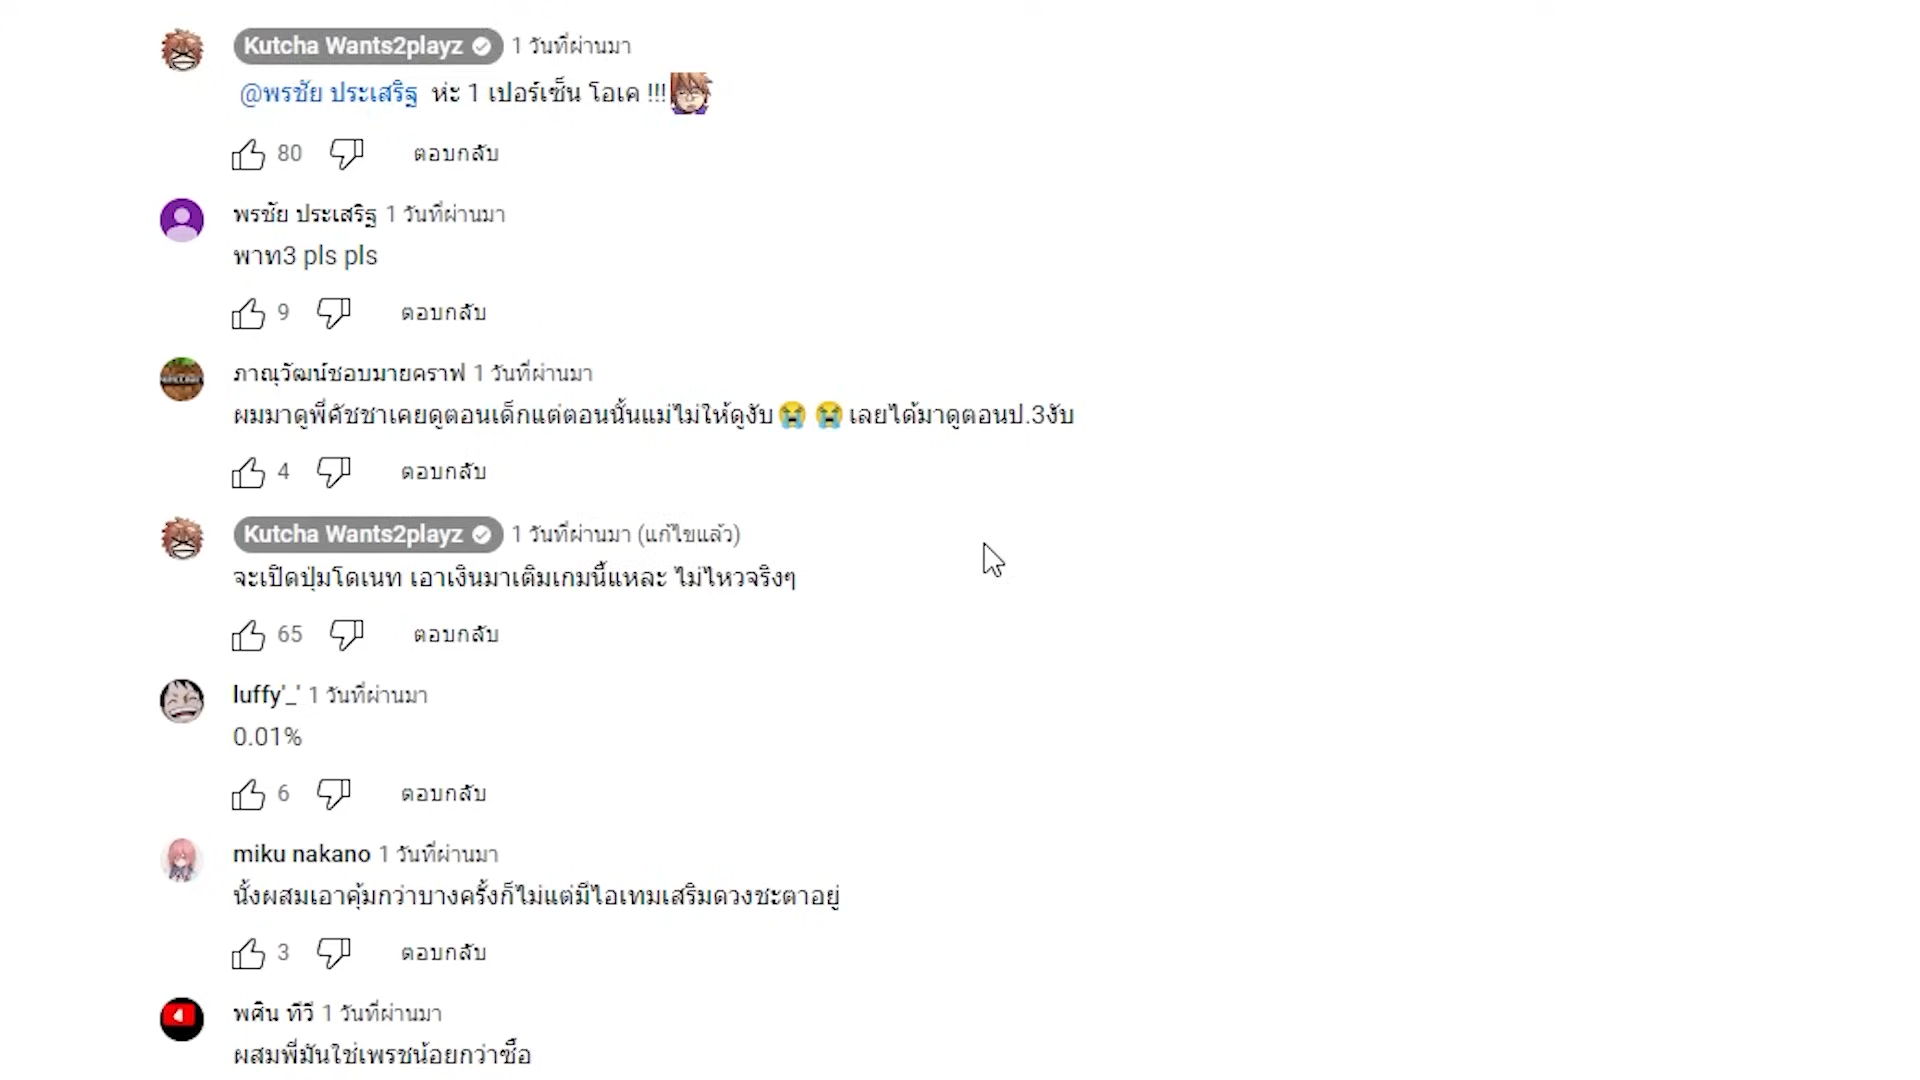 Kutcha Wants2playz 1 วันที่ผ่านมา
@พรชัย ประเสริฐ ห่ะ 1 เปอร์เซ็น โอเค !!!
80 ตอบกลับ
พรชัย ประเสริฐ 1 วันที่ผ่านมา
พาท3 pls pls
9 ตอบกลับ
ภาณุวัฒน์ชอบมายคราฟ 1 วันที่ผ่านมา
ผมมาดูพี่คัชชาเคยดูตอนเด็กแต่ตอนนั้นแม่ไม่ให้ดูงับ😭 😭 เลยได้มาดูตอนป.3งับ
4 ตอบกลับ
Kutcha Wants2playz 1 วันที่ผ่านมา (แก้ไขแล้ว)
จะเปิดปุ่มโดเนท เอาเงินมาเติมเกมนี้แหละ ไม่ไหวจริงๆ
65 ตอบกลับ
luffy'_' 1 วันที่ผ่านมา
0.01%
6 ตอบกลับ
miku nakano 1 วันที่ผ่านมา
นั้งผสมเอาคุ้มกว่าบางครั้งก็ไม่แต่มีไอเทมเสริมดวงชะตาอยู่
3 ตอบกลับ
พศิน ทีวี 1 วันที่ผ่านมา
ผสมพี่มันใช่เพรชน้อยกว่าซื้อ